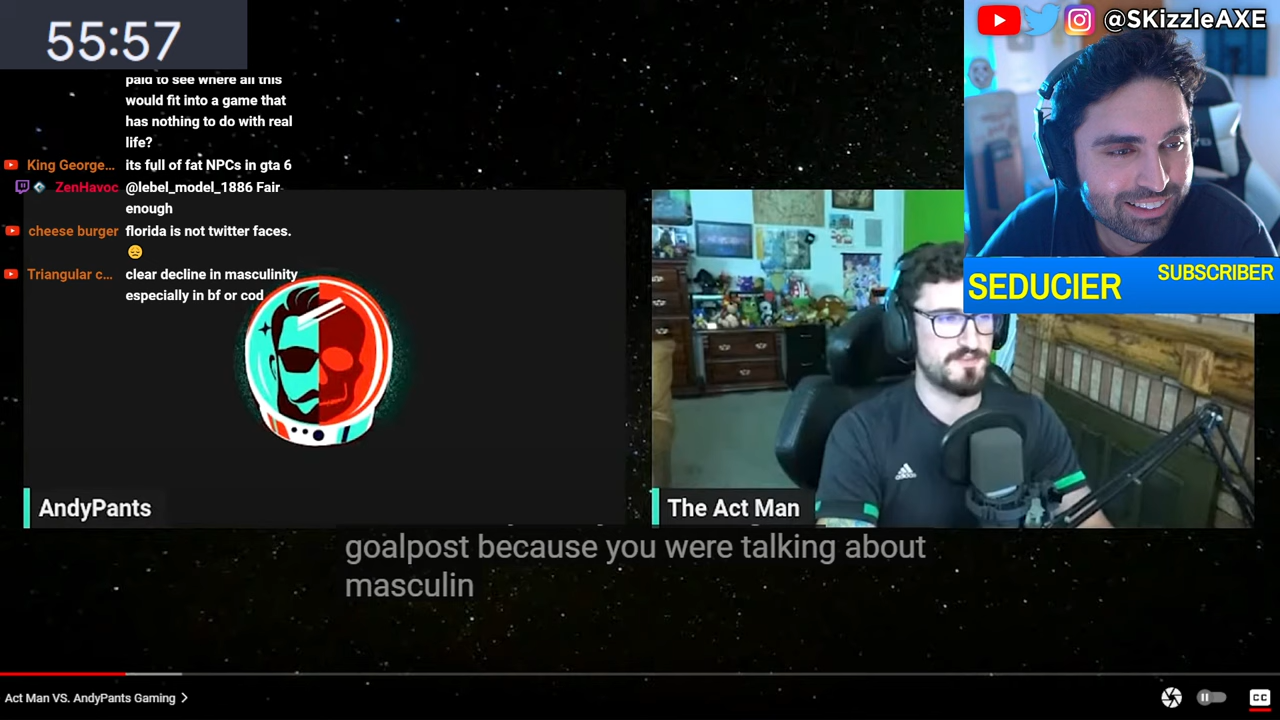 55:57
@SKizzleAXE
paid to see where all this
would fit into a game that
has nothing to do with real
life?
King George... its full of fat NPCs in gta 6
ZenHavoc @lebel_model_1886 Fair
enough
cheese burger florida is not twitter faces.
😔
Triangular c... clear decline in masculinity
especially in bf or cod
SEDUCIER SUBSCRIBER
adidas
AndyPants
The Act Man
goalpost because you were talking about
masculin
Act Man VS. AndyPants Gaming
CC